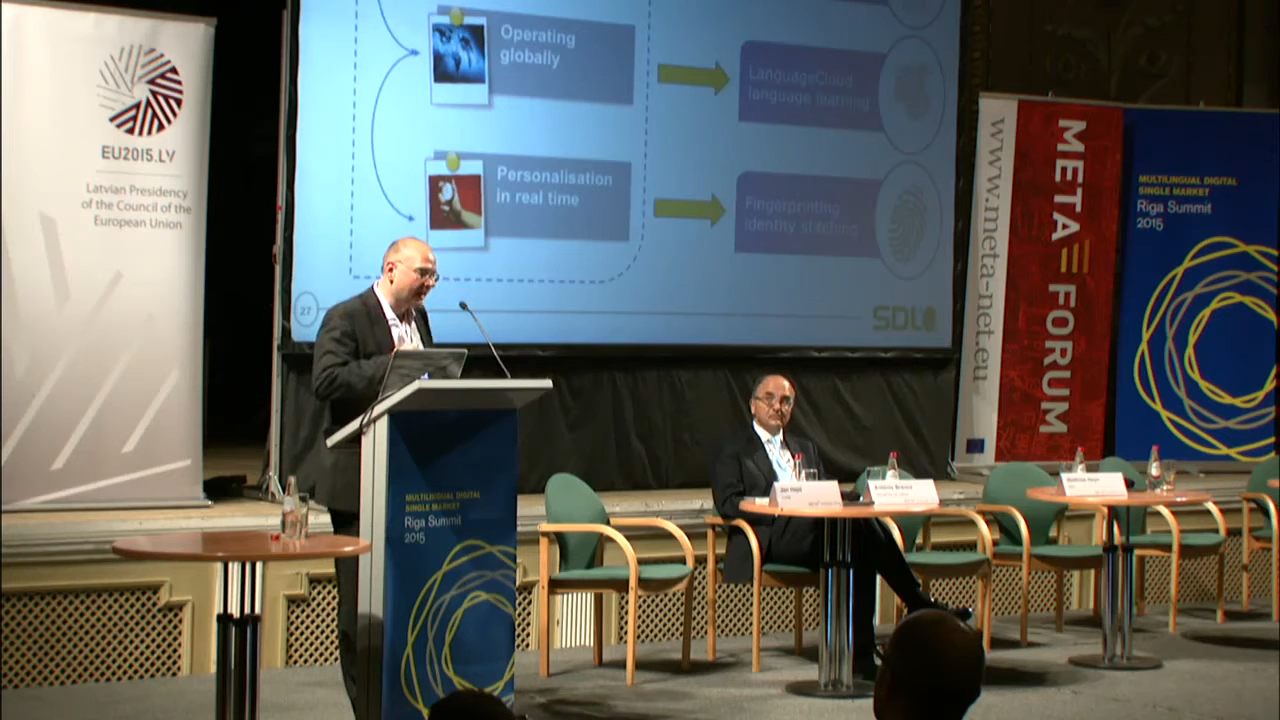 EU2015.LV
Latvian Presidency
of the Council of the
European Union
Operating
globally
LanguageCloud
language learning
Personalisation
in real time
Fingerprinting
identity stitching
27
SDL
www.meta-net.eu
META FORUM
MULTILINGUAL DIGITAL
SINGLE MARKET
Riga Summit
2015
MULTILINGUAL DIGITAL
SINGLE MARKET
Riga Summit
2015